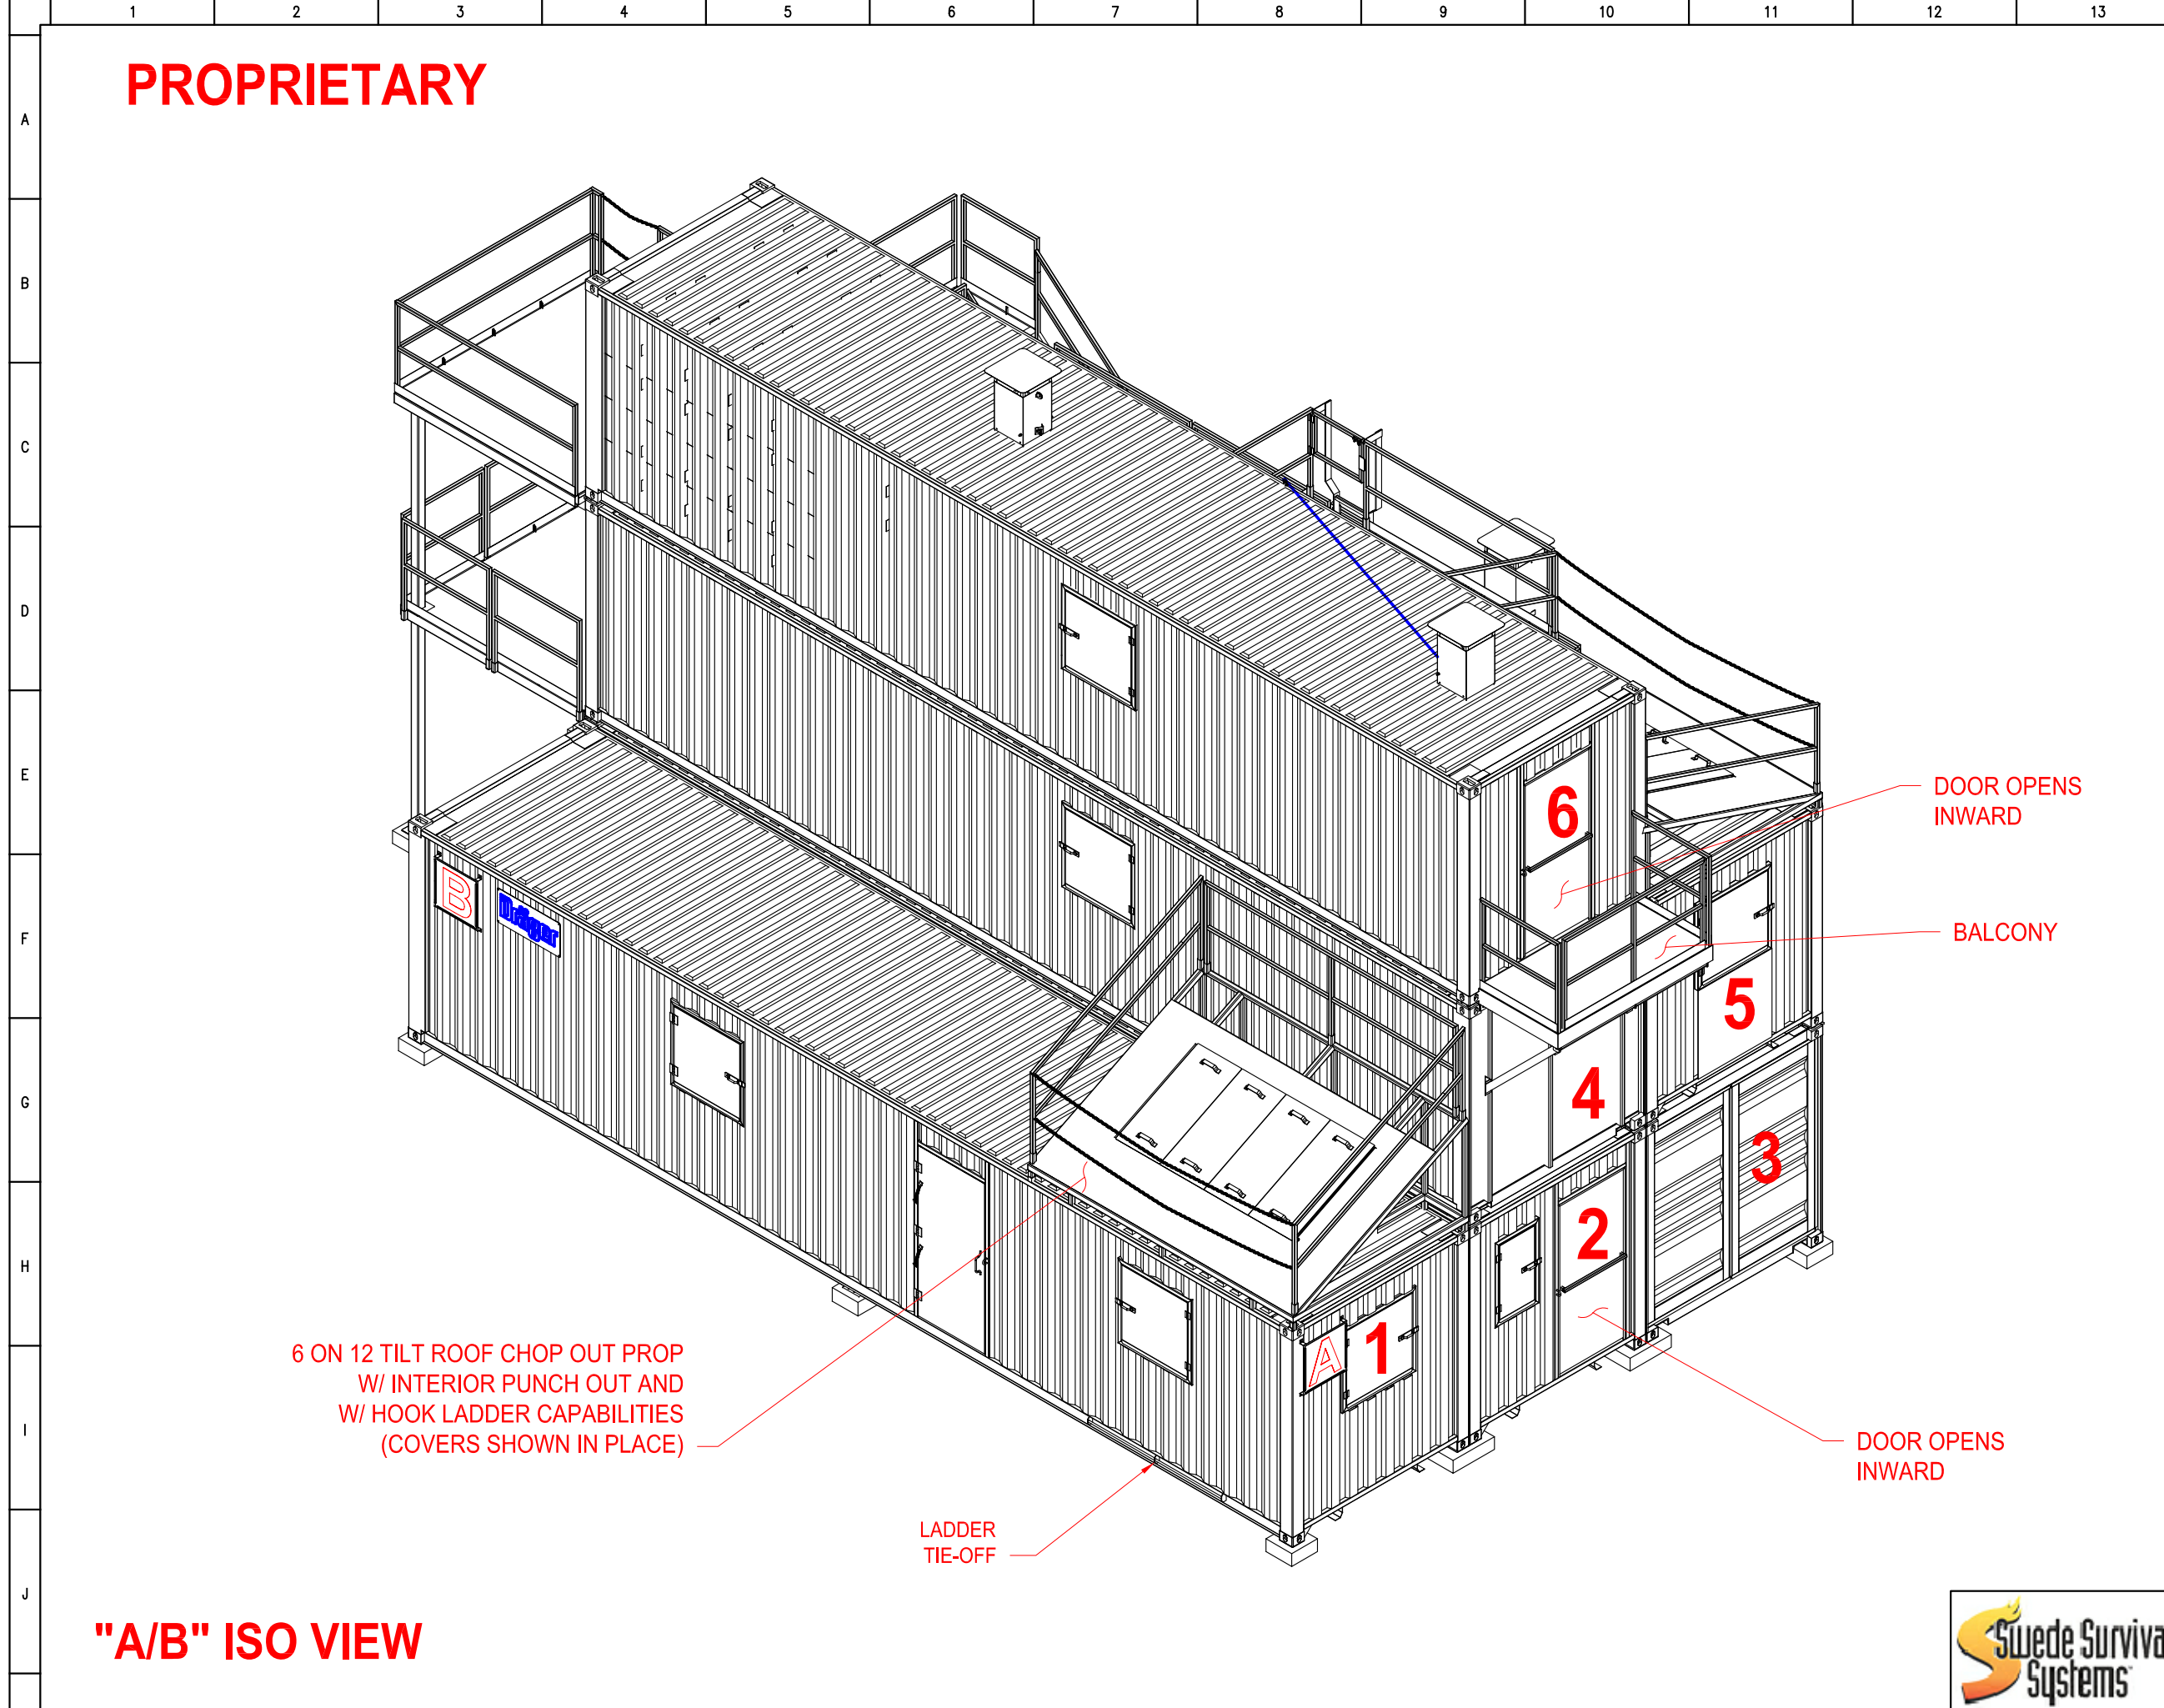 1 2 3 4 5 6 7 8 9 10 11 12 13
PROPRIETARY
A
B
C
D
E
F
G
H
I
J
6
DOOR OPENS
INWARD
B
Dräger
BALCONY
5
4
3
2
A
1
6 ON 12 TILT ROOF CHOP OUT PROP
W/ INTERIOR PUNCH OUT AND
W/ HOOK LADDER CAPABILITIES
(COVERS SHOWN IN PLACE)
DOOR OPENS
INWARD
LADDER
TIE-OFF
"A/B" ISO VIEW
Swede Surviva
Systems